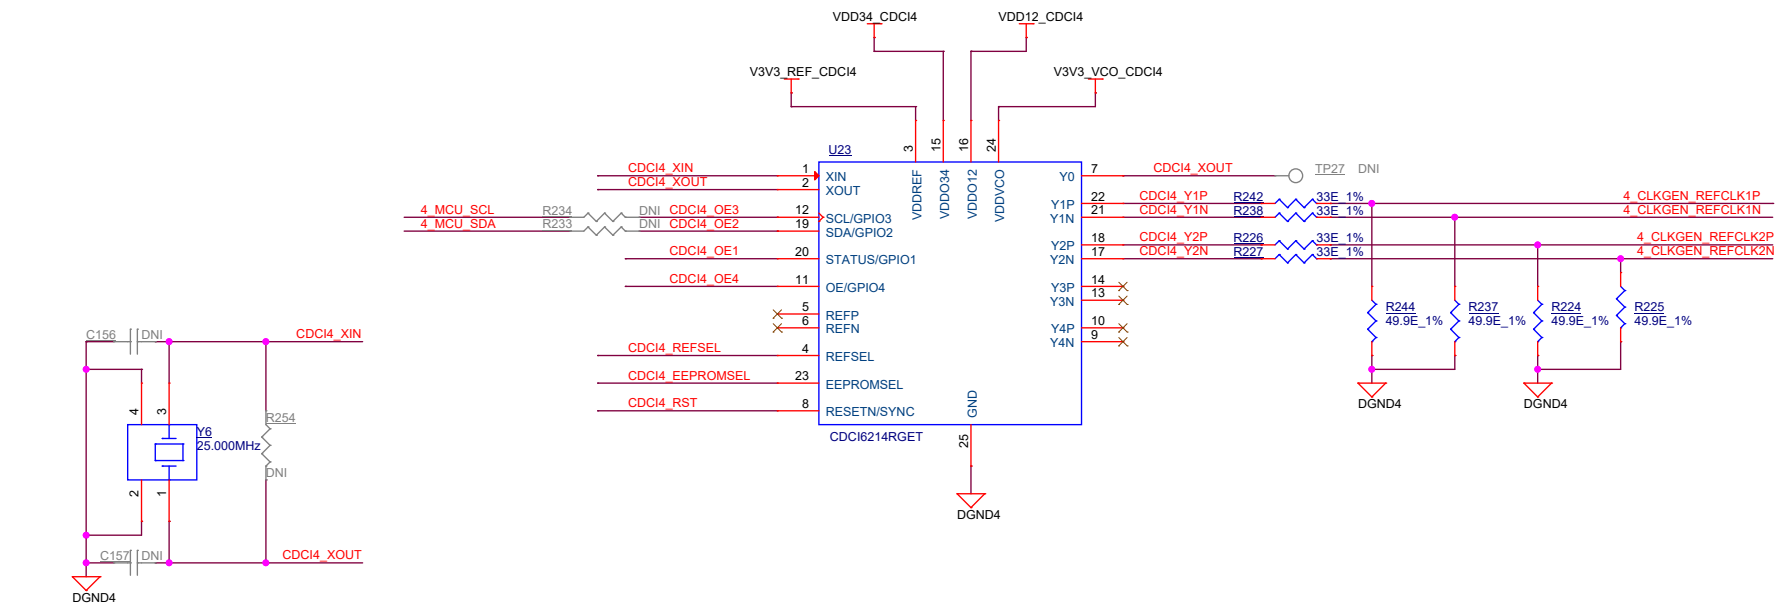 VDD34_CDCI4
VDD12_CDCI4
V3V3_REF_CDCI4
V3V3_VCO_CDCI4
3
15
16
24
U23
CDCI4_XIN 1 XIN
CDCI4_XOUT 2 XOUT
4_MCU_SCL R234 DNI CDCI4_OE3 12 SCL/GPIO3
4_MCU_SDA R233 DNI CDCI4_OE2 19 SDA/GPIO2
CDCI4_OE1 20 STATUS/GPIO1
CDCI4_OE4 11 OE/GPIO4
5 REFP
6 REFN
CDCI4_REFSEL 4 REFSEL
CDCI4_EEPROMSEL 23 EEPROMSEL
CDCI4_RST 8 RESETN/SYNC
VDDREF
VDDO34
VDDO12
VDDVCO
GND
25
CDCI6214RGET
DGND4
Y0 7 CDCI4_XOUT TP27 DNI
Y1P 22 CDCI4_Y1P R242 33E_1% 4_CLKGEN_REFCLK1P
Y1N 21 CDCI4_Y1N R238 33E_1% 4_CLKGEN_REFCLK1N
Y2P 18 CDCI4_Y2P R226 33E_1% 4_CLKGEN_REFCLK2P
Y2N 17 CDCI4_Y2N R227 33E_1% 4_CLKGEN_REFCLK2N
Y3P 14
Y3N 13
Y4P 10
Y4N 9
R244 R237 R224 R225
49.9E_1% 49.9E_1% 49.9E_1% 49.9E_1%
DGND4 DGND4
C156 DNI CDCI4_XIN
4 3
R254
Y6
25.000MHz
DNI
2 1
C157 DNI CDCI4_XOUT
DGND4